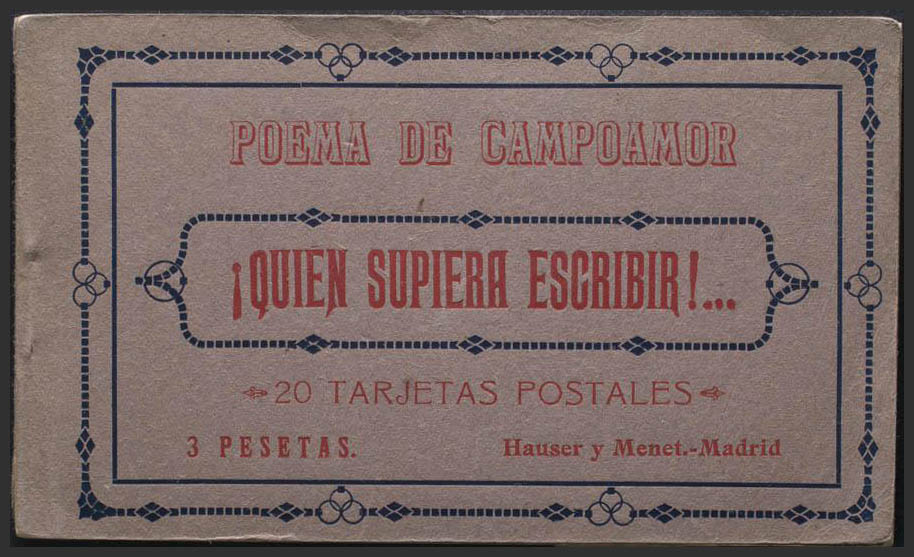 POEMA DE CAMPOAMOR
¡QUIEN SUPIERA ESCRIBIR!...
20 TARJETAS POSTALES
3 PESETAS.
Hauser y Menet.-Madrid